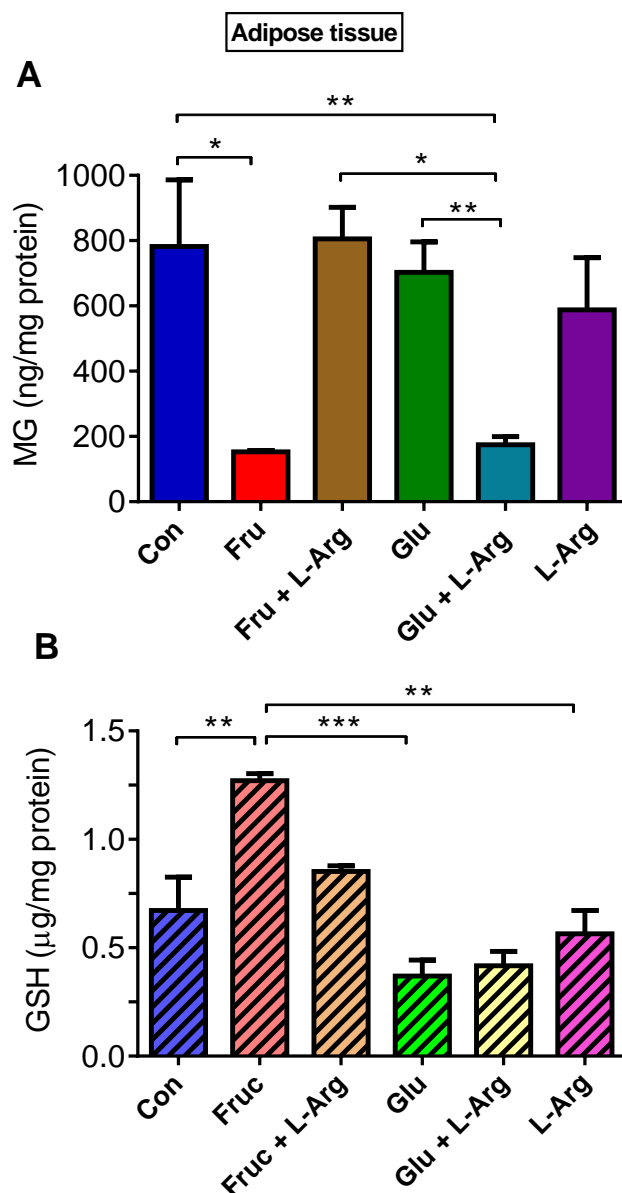 Adipose tissue
A
**
*
*
**
MG (ng/mg protein)
1000
800
600
400
200
0
Con
Fru
Fru + L-Arg
Glu
Glu + L-Arg
L-Arg
B
**
**
***
GSH (μg/mg protein)
1.5
1.0
0.5
0.0
Con
Fruc
Fruc + L-Arg
Glu
Glu + L-Arg
L-Arg